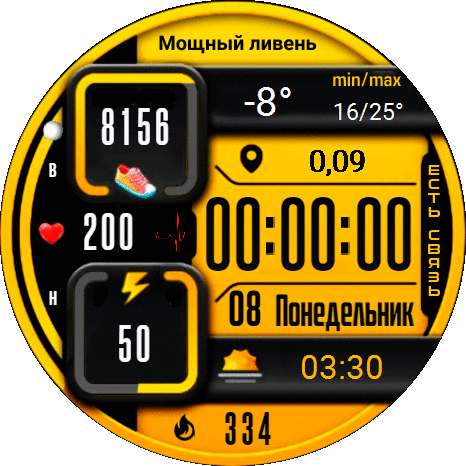 Мощный ливень
min/max
-8°
16/25°
8156
0,09
В
200
00:00:00
ЕСТЬ СВЯЗЬ
Н
08 Понедельник
50
03:30
334